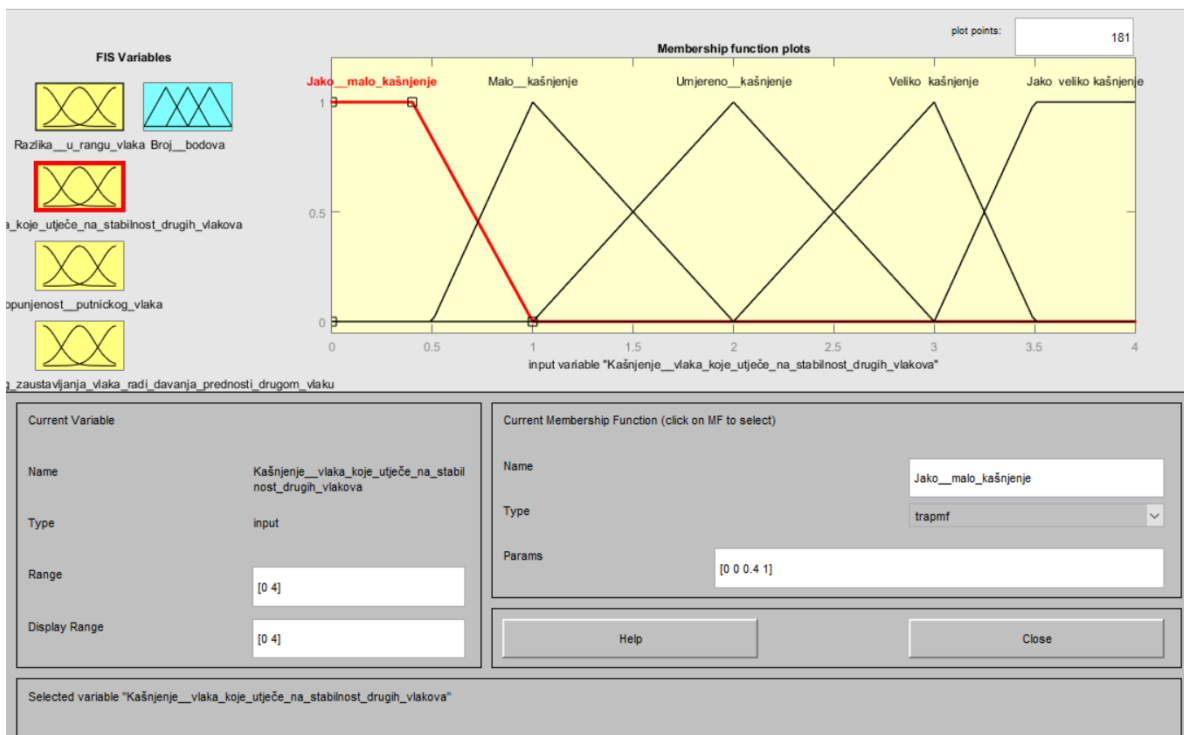 plot points: 181
FIS Variables
Membership function plots
Jako__malo_kašnjenje Malo__kašnjenje Umjereno__kašnjenje Veliko kašnjenje Jako veliko kašnjenje
1
Razlika__u_rangu_vlaka Broj__bodova
0.5
a_koje_utječe_na_stabilnost_drugih_vlakova
opunjenost__putnickog_vlaka
0
0 0.5 1 1.5 2 2.5 3 3.5 4
input variable "Kašnjenje__vlaka_koje_utječe_na_stabilnost_drugih_vlakova"
g_zaustavljanja_vlaka_radi_davanja_prednosti_drugom_vlaku
Current Variable
Name Kašnjenje__vlaka_koje_utječe_na_stabil
nost_drugih_vlakova
Type input
Range [0 4]
Display Range [0 4]
Current Membership Function (click on MF to select)
Name Jako__malo_kašnjenje
Type trapmf
Params [0 0 0.4 1]
Help Close
Selected variable "Kašnjenje__vlaka_koje_utječe_na_stabilnost_drugih_vlakova"